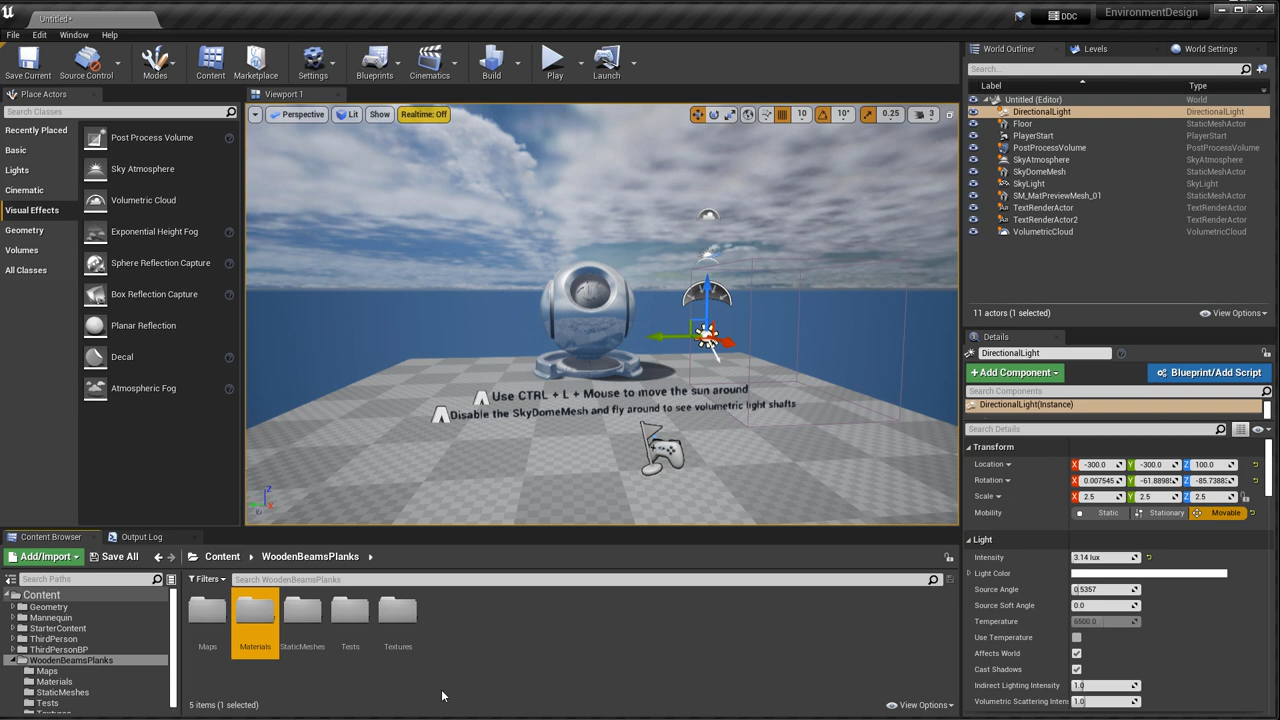 Untitled*
DDC
EnvironmentDesign
File Edit Window Help
Save Current Source Control Modes Content Marketplace Settings Blueprints Cinematics Build Play Launch
Place Actors
Search Classes
Recently Placed
Basic
Lights
Cinematic
Visual Effects
Geometry
Volumes
All Classes
Post Process Volume
Sky Atmosphere
Volumetric Cloud
Exponential Height Fog
Sphere Reflection Capture
Box Reflection Capture
Planar Reflection
Decal
Atmospheric Fog
Viewport 1
Perspective Lit Show Realtime: Off 10 10° 0.25 3
Use CTRL + L + Mouse to move the sun around
Disable the SkyDomeMesh and fly around to see volumetric light shafts
World Outliner Levels World Settings
Search...
Label Type
Untitled (Editor) World
DirectionalLight DirectionalLight
Floor StaticMeshActor
PlayerStart PlayerStart
PostProcessVolume PostProcessVolume
SkyAtmosphere SkyAtmosphere
SkyDomeMesh StaticMeshActor
SkyLight SkyLight
SM_MatPreviewMesh_01 StaticMeshActor
TextRenderActor TextRenderActor
TextRenderActor2 TextRenderActor
VolumetricCloud VolumetricCloud
11 actors (1 selected) View Options
Details
DirectionalLight
+Add Component Blueprint/Add Script
Search Components
DirectionalLight(Instance)
Search Details
Transform
Location X -300.0 Y -300.0 Z 100.0
Rotation X 0.007545 Y Z
Scale X 2.5 Y 2.5 Z 2.5
Mobility Static Stationary Movable
Light
Intensity 3.14 lux
Light Color
Source Angle 0.5357
Source Soft Angle 0.0
Temperature 6500.0
Use Temperature
Affects World
Cast Shadows
Indirect Lighting Intensity 1.0
Volumetric Scattering Inten 1.0
Content Browser Output Log
Add/Import Save All Content WoodenBeamsPlanks
Search Paths
Filters Search WoodenBeamsPlanks
Content
Geometry
Mannequin
StarterContent
ThirdPerson
ThirdPersonBP
WoodenBeamsPlanks
Maps
Materials
StaticMeshes
Tests
Textures
Maps Materials StaticMeshes Tests Textures
5 items (1 selected) View Options